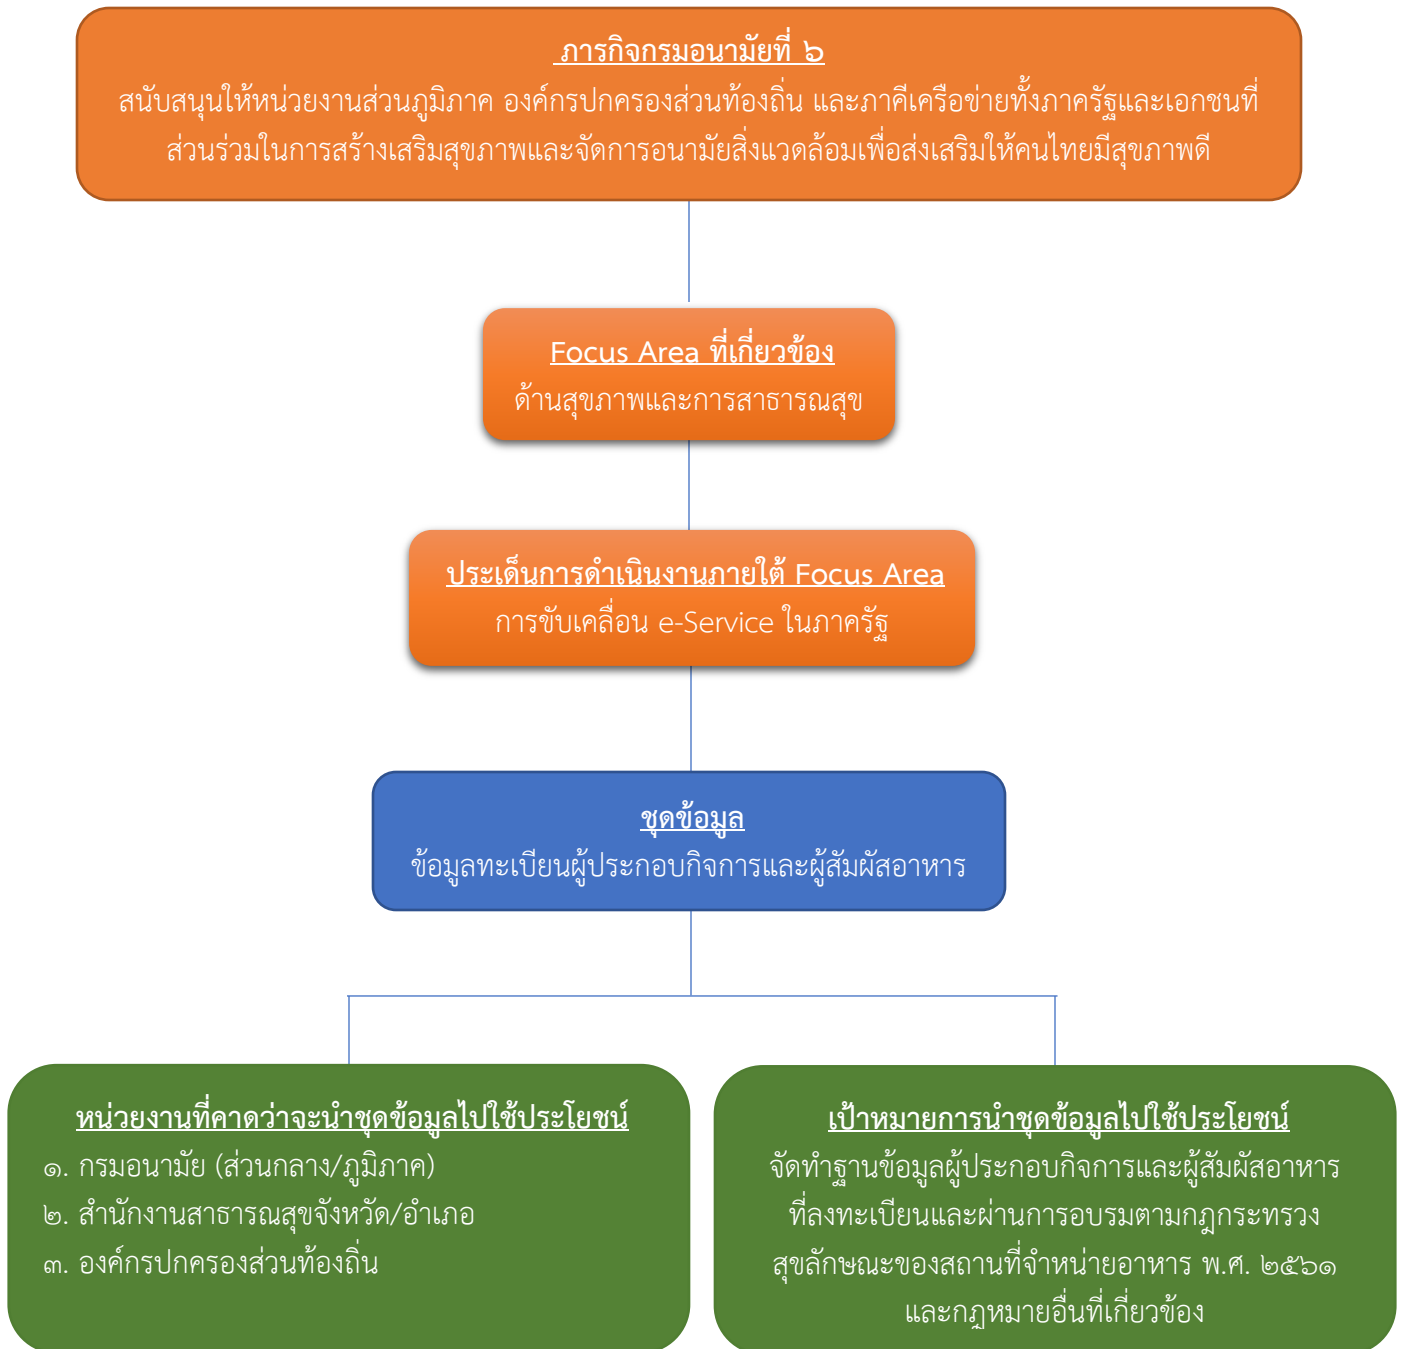 ภารกิจกรมอนามัยที่ ๖
สนับสนุนให้หน่วยงานส่วนภูมิภาค องค์กรปกครองส่วนท้องถิ่น และภาคีเครือข่ายทั้งภาครัฐและเอกชนที่
ส่วนร่วมในการสร้างเสริมสุขภาพและจัดการอนามัยสิ่งแวดล้อมเพื่อส่งเสริมให้คนไทยมีสุขภาพดี
Focus Area ที่เกี่ยวข้อง
ด้านสุขภาพและการสาธารณสุข
ประเด็นการดำเนินงานภายใต้ Focus Area
การขับเคลื่อน e-Service ในภาครัฐ
ชุดข้อมูล
ข้อมูลทะเบียนผู้ประกอบกิจการและผู้สัมผัสอาหาร
หน่วยงานที่คาดว่าจะนำชุดข้อมูลไปใช้ประโยชน์
๑. กรมอนามัย (ส่วนกลาง/ภูมิภาค)
๒. สำนักงานสาธารณสุขจังหวัด/อำเภอ
๓. องค์กรปกครองส่วนท้องถิ่น
เป้าหมายการนำชุดข้อมูลไปใช้ประโยชน์
จัดทำฐานข้อมูลผู้ประกอบกิจการและผู้สัมผัสอาหาร
ที่ลงทะเบียนและผ่านการอบรมตามกฎกระทรวง
สุขลักษณะของสถานที่จำหน่ายอาหาร พ.ศ. ๒๕๖๑
และกฎหมายอื่นที่เกี่ยวข้อง